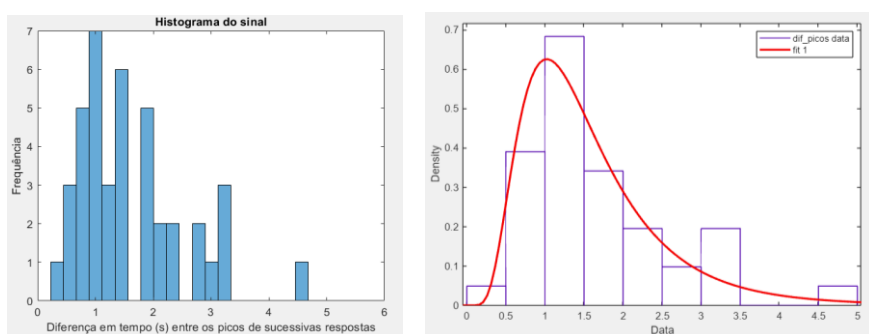 Histograma do sinal
7
6
5
4
3
2
1
0
Frequência
0 1 2 3 4 5 6
Diferença em tempo (s) entre os picos de sucessivas respostas
0.7
0.6
0.5
0.4
0.3
0.2
0.1
0
Density
0 0.5 1 1.5 2 2.5 3 3.5 4 4.5 5
Data
dif_picos data
fit 1